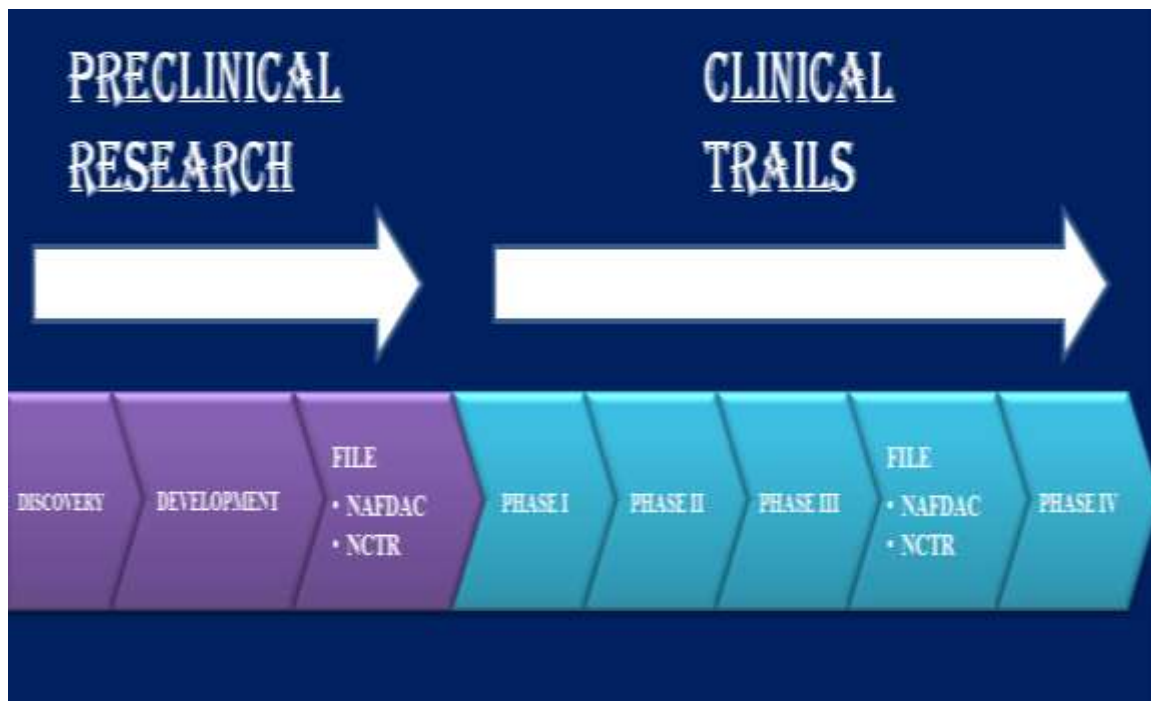 PRECLINICAL
RESEARCH
CLINICAL
TRAILS
DISCOVERY
DEVELOPMENT
FILE
• NAFDAC
• NCTR
PHASE I
PHASE II
PHASE III
FILE
• NAFDAC
• NCTR
PHASE IV